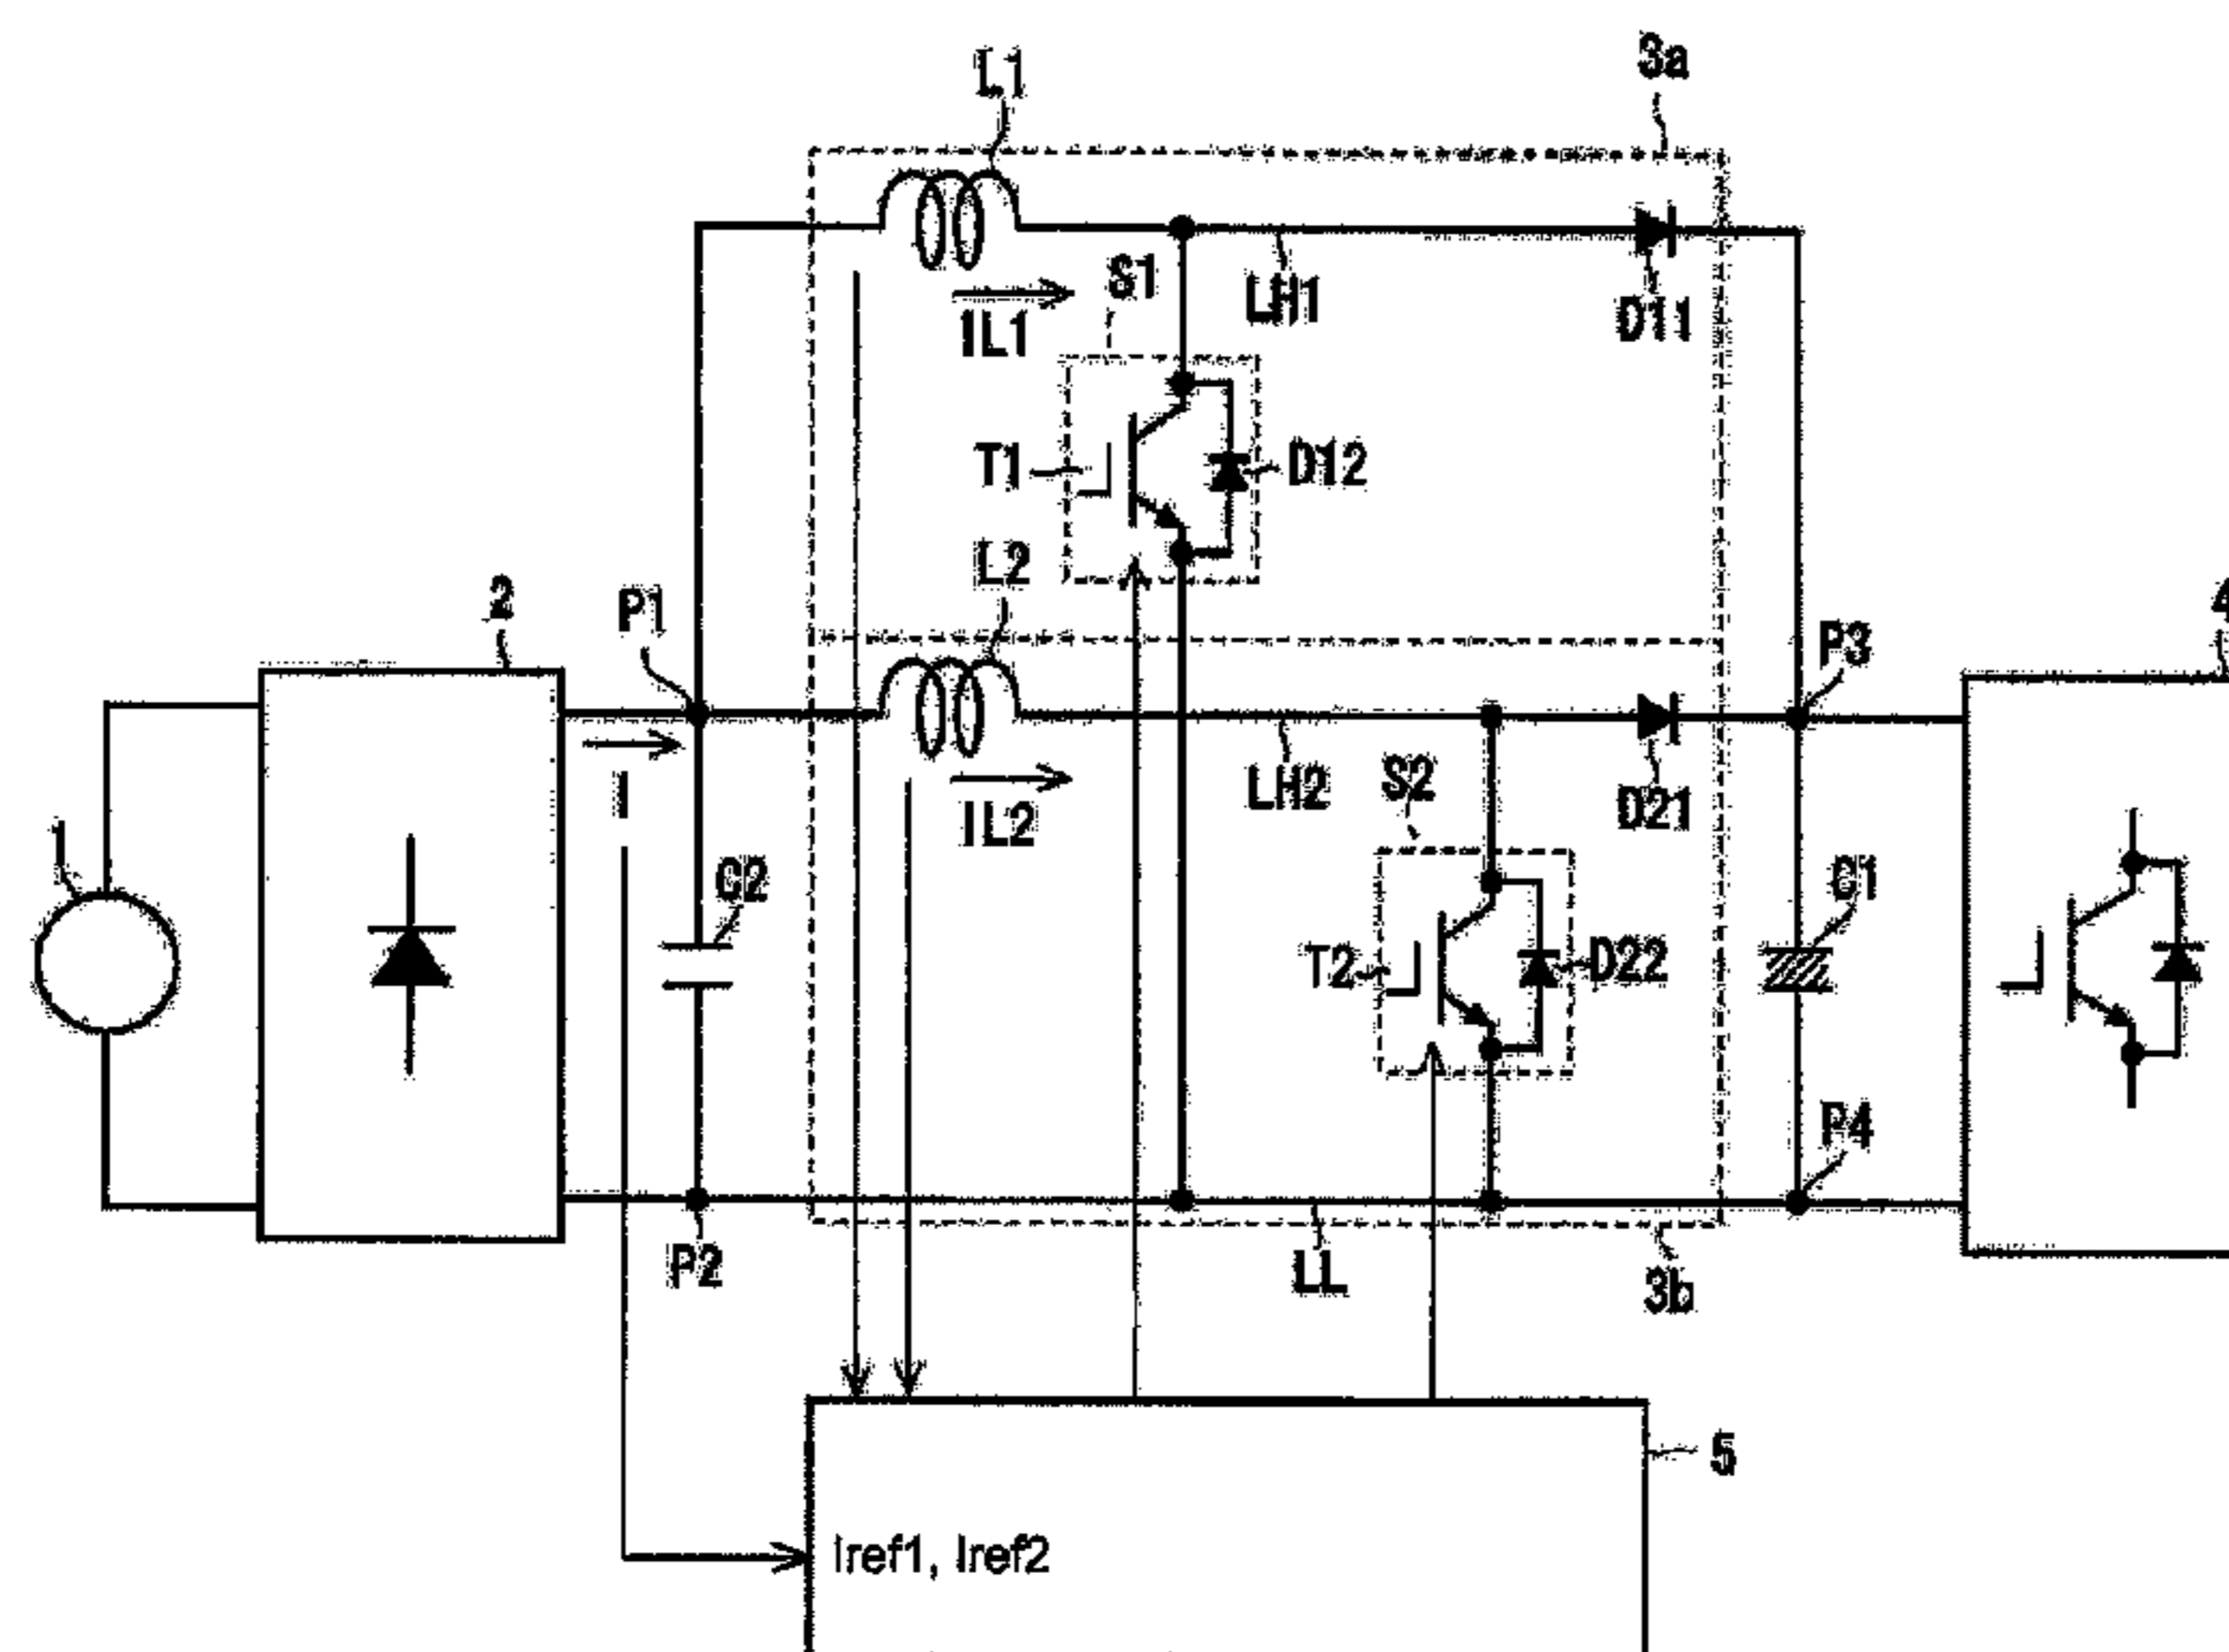 L1
3a
S1
LH1
IL1
D11
T1
D12
L2
2
P1
P3
4
LH2
S2
D21
I
IL2
1
C2
C1
T2
D22
P4
P2
LL
3b
5
Iref1, Iref2